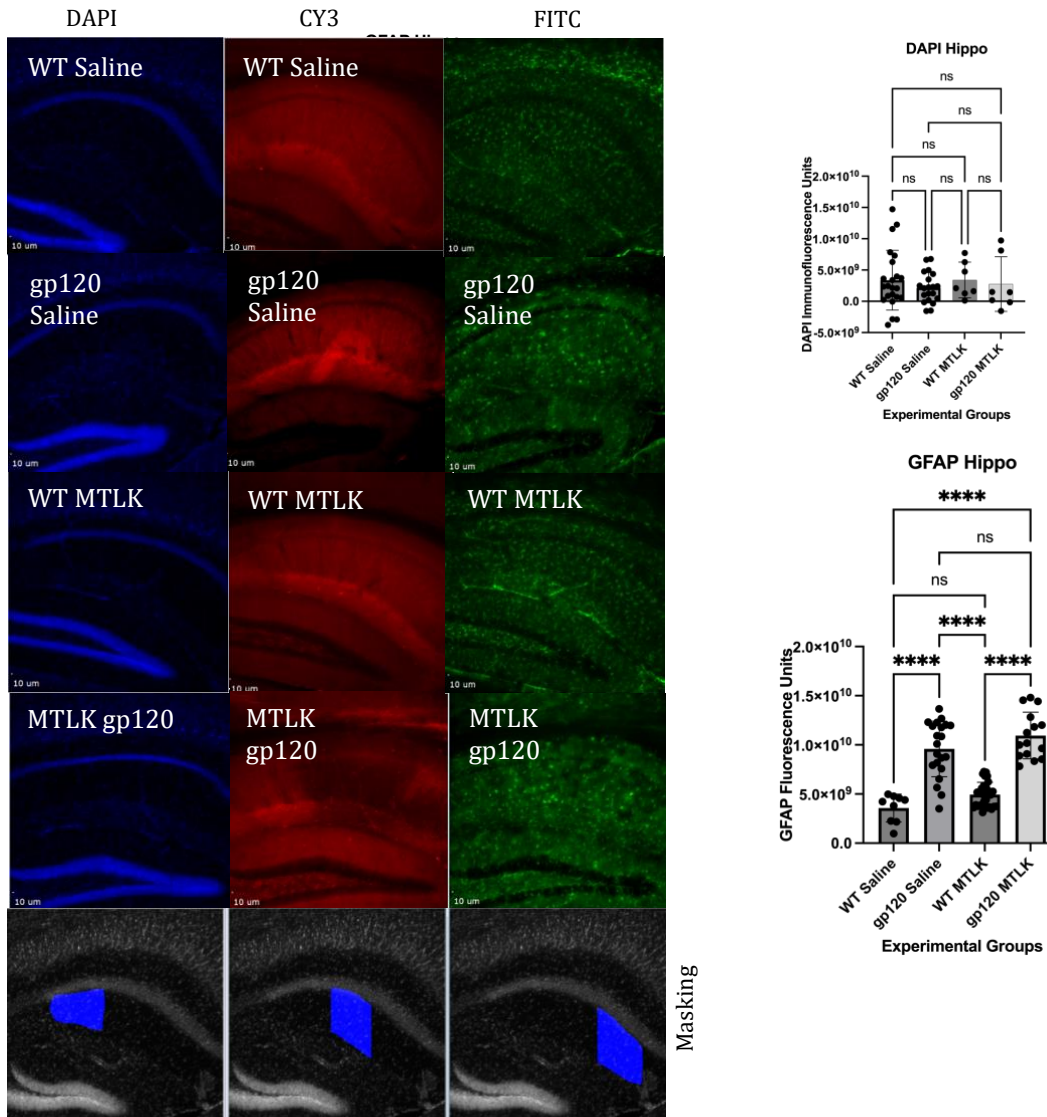 DAPI
CY3
FITC
WT Saline
WT Saline
10 um
10 um
10 um
gp120
Saline
gp120
Saline
gp120
Saline
10 um
10 um
10 um
WT MTLK
WT MTLK
WT MTLK
10 um
10 um
10 um
MTLK gp120
MTLK
gp120
MTLK
gp120
10 um
10 um
10 um
Masking
DAPI Hippo
ns
ns
ns
ns
ns
ns
DAPI Immunofluorescence Units
2.0×10¹⁰
1.5×10¹⁰
1.0×10¹⁰
5.0×10⁹
0.0
-5.0×10⁹
WT Saline
gp120 Saline
WT MTLK
gp120 MTLK
Experimental Groups
GFAP Hippo
****
ns
ns
****
****
****
GFAP Fluorescence Units
2.0×10¹⁰
1.5×10¹⁰
1.0×10¹⁰
5.0×10⁹
0.0
WT Saline
gp120 Saline
WT MTLK
gp120 MTLK
Experimental Groups